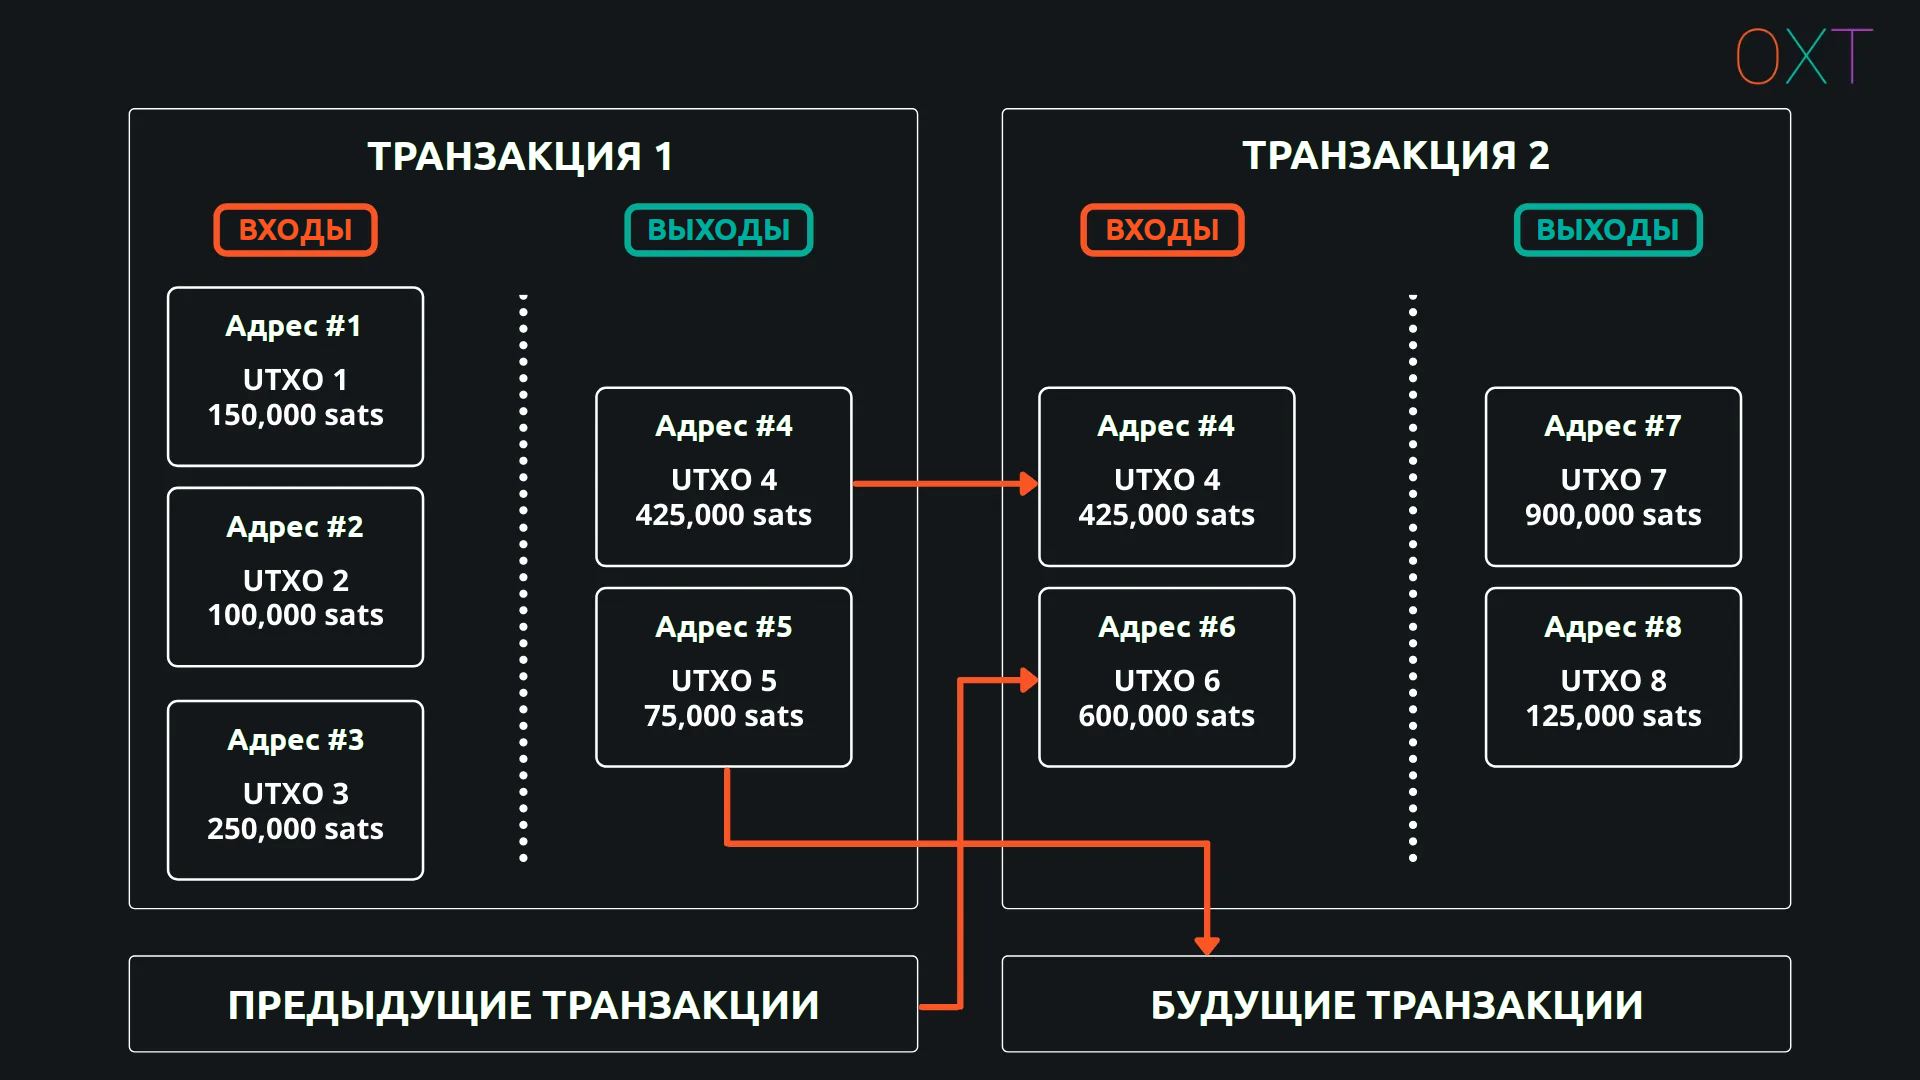 OXT
ТРАНЗАКЦИЯ 1
ВХОДЫ
ВЫХОДЫ
Адрес #1
UTXO 1
150,000 sats
Адрес #2
UTXO 2
100,000 sats
Адрес #3
UTXO 3
250,000 sats
Адрес #4
UTXO 4
425,000 sats
Адрес #5
UTXO 5
75,000 sats
ТРАНЗАКЦИЯ 2
ВХОДЫ
ВЫХОДЫ
Адрес #4
UTXO 4
425,000 sats
Адрес #6
UTXO 6
600,000 sats
Адрес #7
UTXO 7
900,000 sats
Адрес #8
UTXO 8
125,000 sats
ПРЕДЫДУЩИЕ ТРАНЗАКЦИИ
БУДУЩИЕ ТРАНЗАКЦИИ